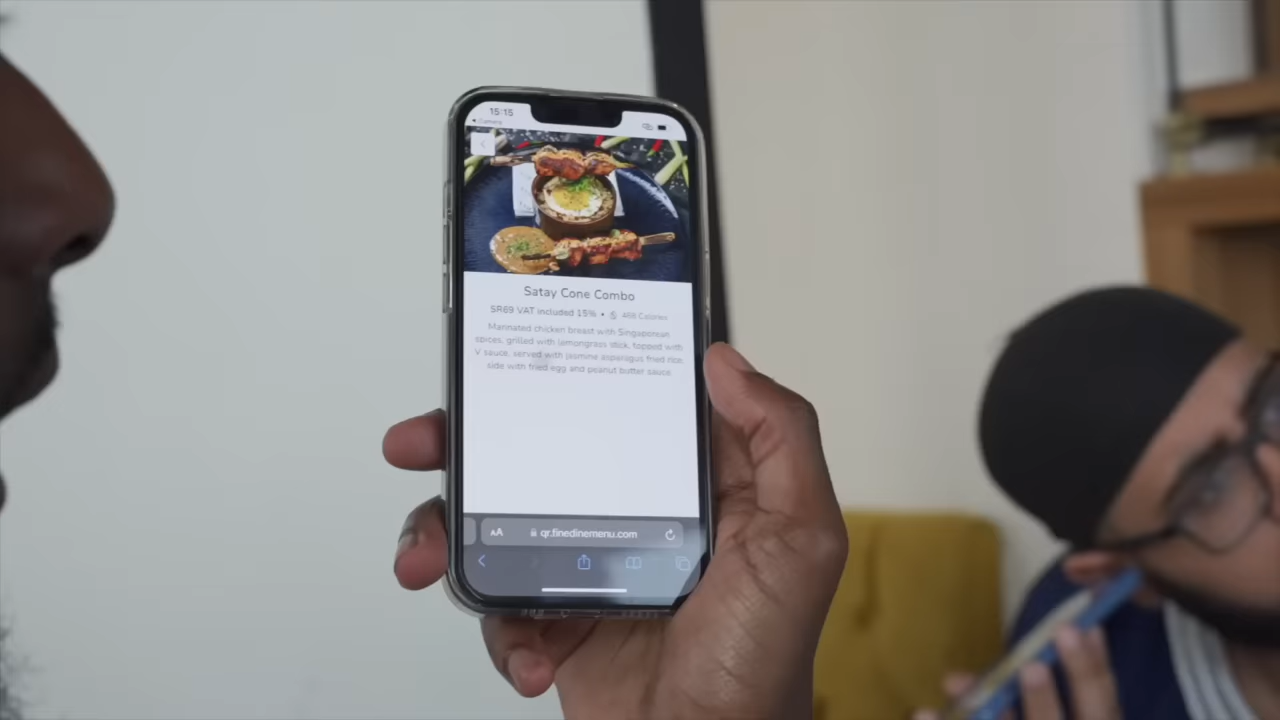 15:15
Camera
Satay Cone Combo
SR69 VAT included 15% • Calories
Marinated chicken breast with Singaporean
spices, grilled with lemongrass stick, topped with
V sauce, served with jasmine asparagus fried rice
side with fried egg and peanut butter sauce
AA qr.finedinemenu.com